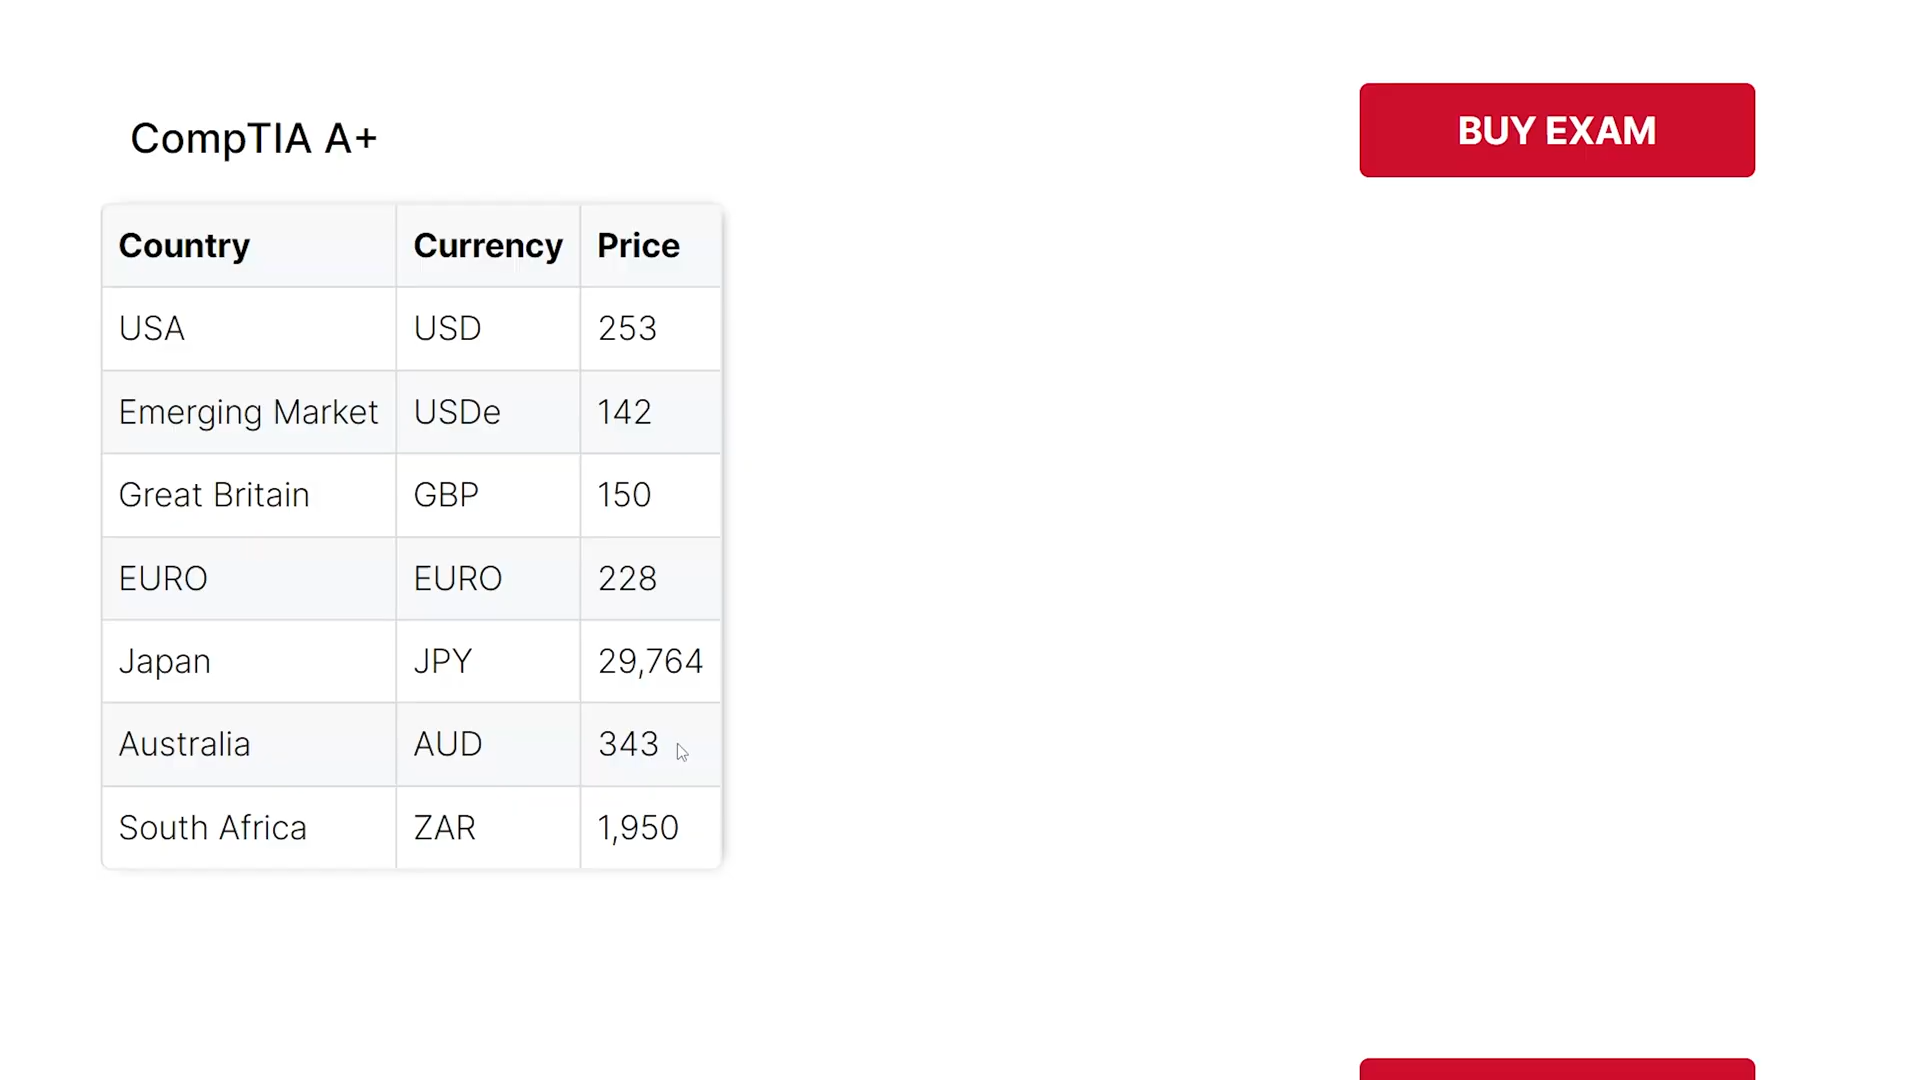 BUY EXAM
CompTIA A+
Country Currency Price
USA USD 253
Emerging Market USDe 142
Great Britain GBP 150
EURO EURO 228
Japan JPY 29,764
Australia AUD 343
South Africa ZAR 1,950